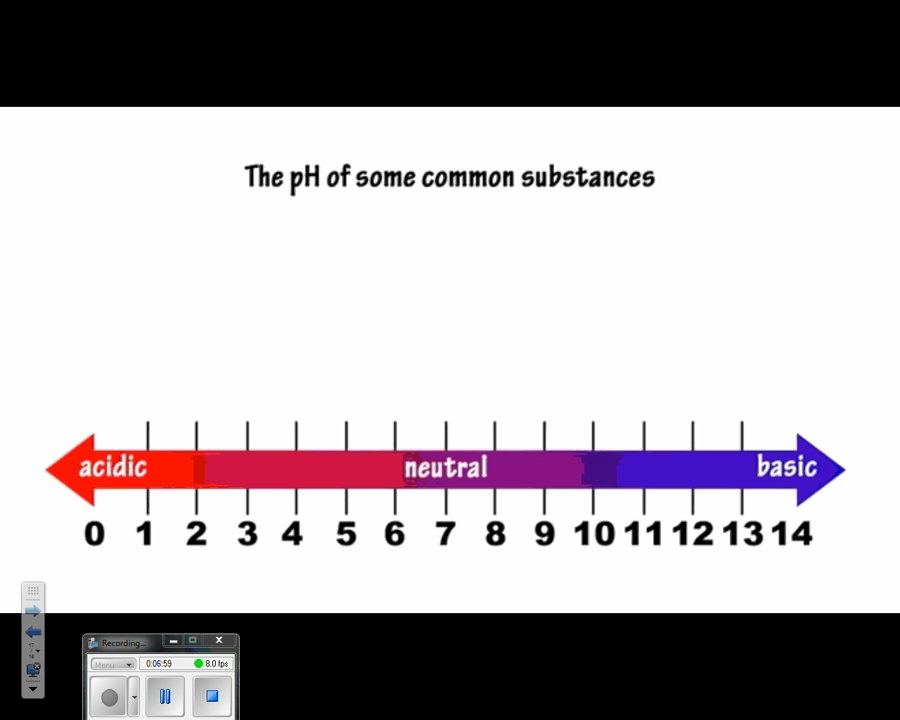 The pH of some common substances
acidic neutral basic
0 1 2 3 4 5 6 7 8 9 10 11 12 13 14
Recording...
Menu 0:06:59 8.0 fps